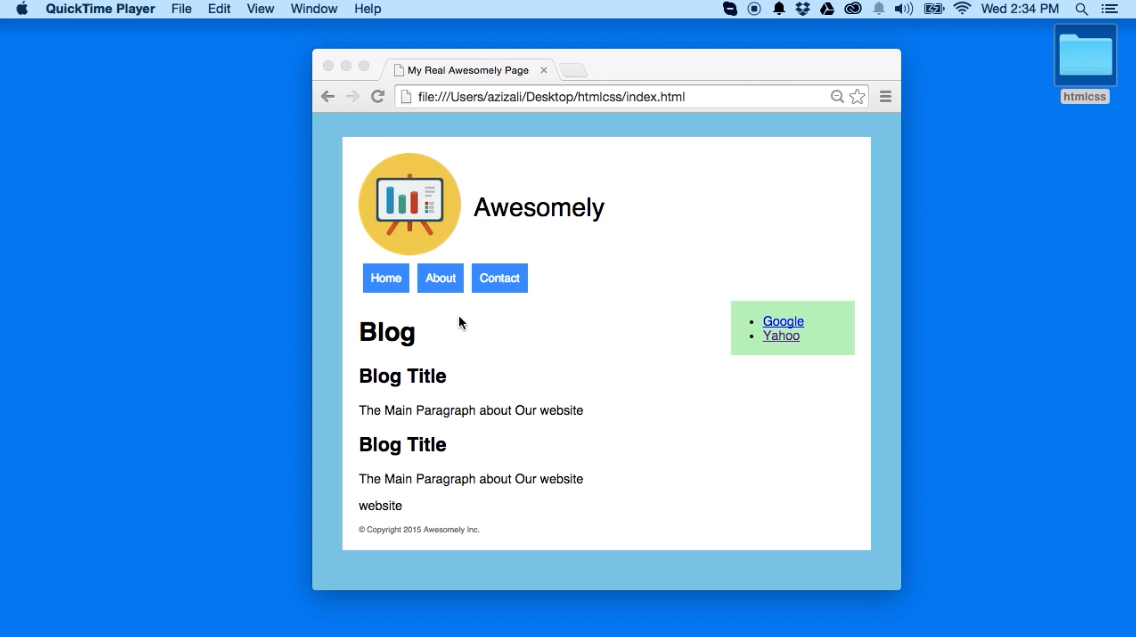 QuickTime Player File Edit View Window Help Wed 2:34 PM
htmlcss
My Real Awesomely Page
file:///Users/azizali/Desktop/htmlcss/index.html
Awesomely
Home About Contact
Blog
Google
Yahoo
Blog Title
The Main Paragraph about Our website
Blog Title
The Main Paragraph about Our website
website
© Copyright 2015 Awesomely Inc.